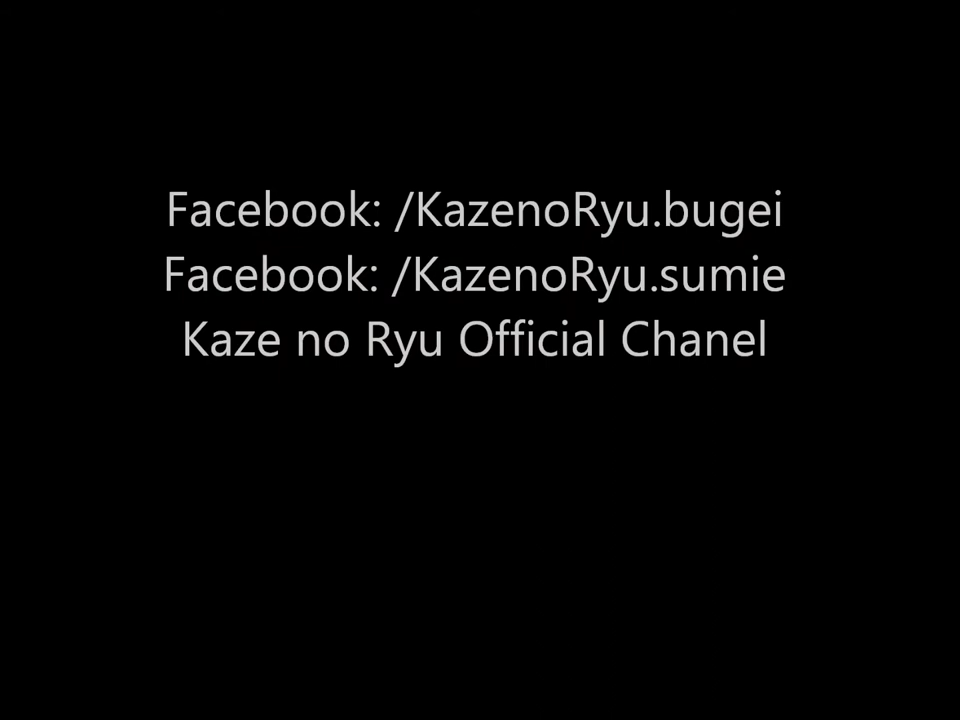 Facebook: /KazenoRyu.bugei
Facebook: /KazenoRyu.sumie
Kaze no Ryu Official Chanel